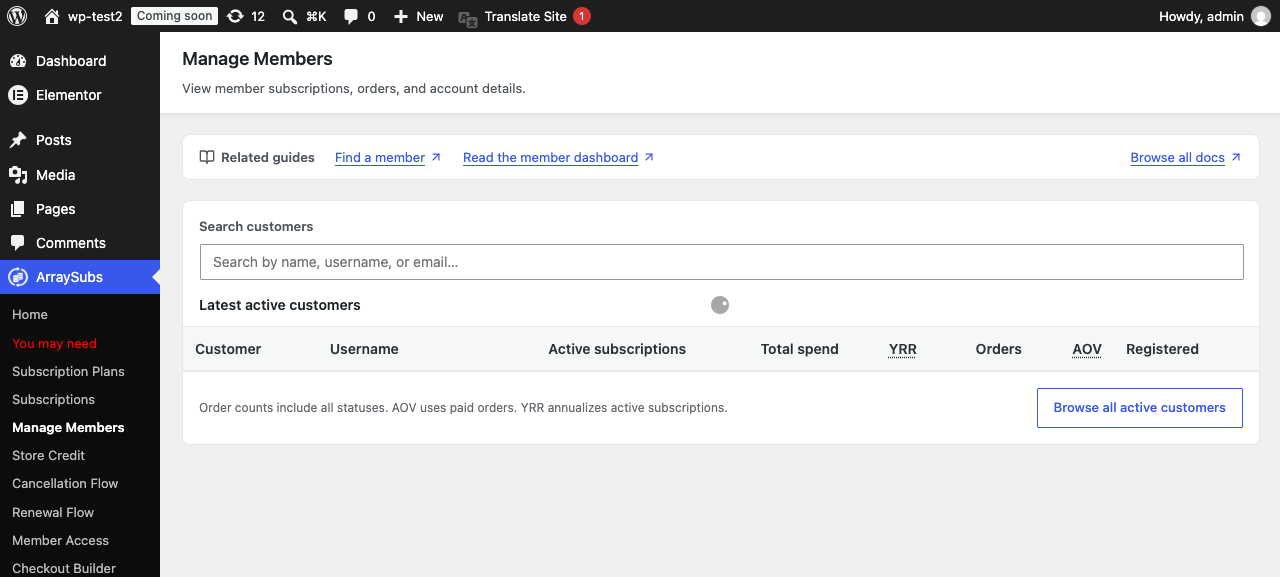 wp-test2
Coming soon
12
⌘K
0
New
Translate Site
1
Howdy, admin
Dashboard
Elementor
Posts
Media
Pages
Comments
ArraySubs
Home
You may need
Subscription Plans
Subscriptions
Manage Members
Store Credit
Cancellation Flow
Renewal Flow
Member Access
Checkout Builder
Manage Members
View member subscriptions, orders, and account details.
Related guides
Find a member
Read the member dashboard
Browse all docs
Search customers
Search by name, username, or email...
Latest active customers
Customer
Username
Active subscriptions
Total spend
YRR
Orders
AOV
Registered
Order counts include all statuses. AOV uses paid orders. YRR annualizes active subscriptions.
Browse all active customers